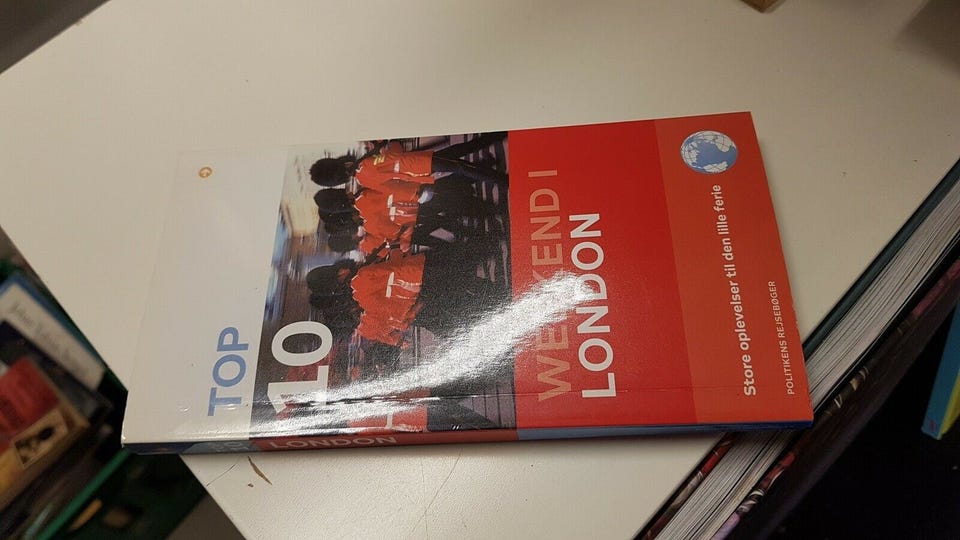 TOP
10
WEEKEND I
LONDON
Store oplevelser til den lille ferie
POLITIKENS REJSEBØGER
LONDON